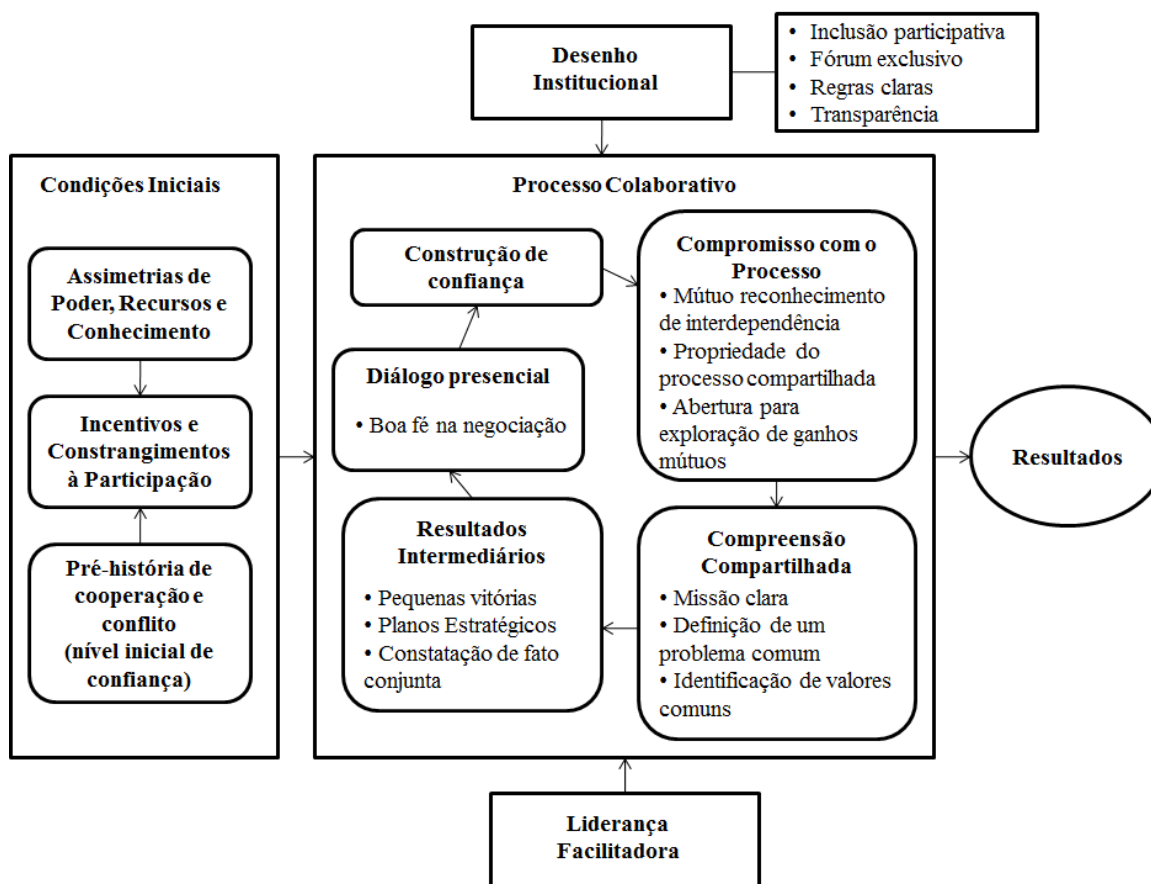 Desenho
Institucional
• Inclusão participativa
• Fórum exclusivo
• Regras claras
• Transparência
Condições Iniciais
Assimetrias de
Poder, Recursos e
Conhecimento
Incentivos e
Constrangimentos
à Participação
Pré-história de
cooperação e
conflito
(nível inicial de
confiança)
Processo Colaborativo
Construção de
confiança
Compromisso com o
Processo
• Mútuo reconhecimento
de interdependência
• Propriedade do
processo compartilhada
• Abertura para
exploração de ganhos
mútuos
Diálogo presencial
• Boa fé na negociação
Resultados
Intermediários
• Pequenas vitórias
• Planos Estratégicos
• Constatação de fato
conjunta
Compreensão
Compartilhada
• Missão clara
• Definição de um
problema comum
• Identificação de valores
comuns
Resultados
Liderança
Facilitadora